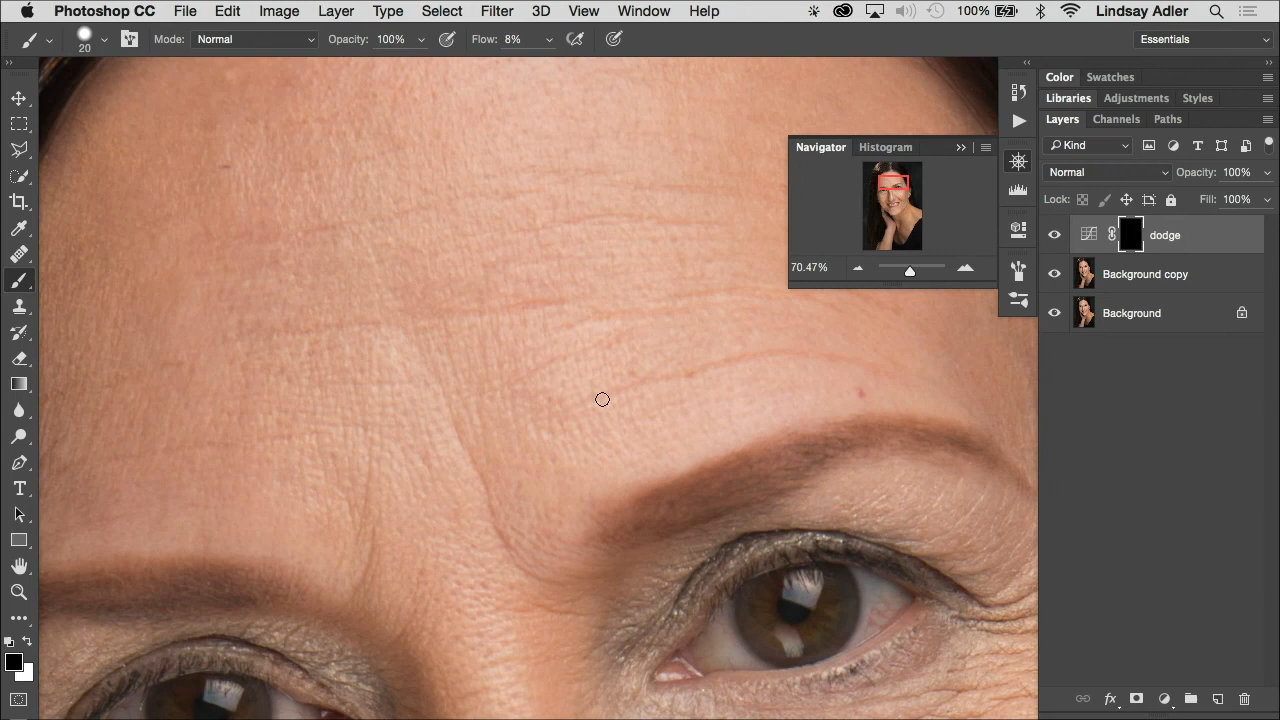 Photoshop CC File Edit Image Layer Type Select Filter 3D View Window Help 100% Lindsay Adler
20 Mode: Normal Opacity: 100% Flow: 8% Essentials
Color Swatches
Libraries Adjustments Styles
Layers Channels Paths
Kind
Normal Opacity: 100%
Lock: Fill: 100%
dodge
Background copy
Background
Navigator Histogram
70.47%